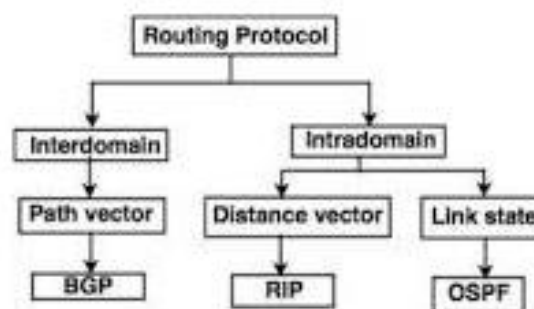 Routing Protocol
Interdomain
Intradomain
Path vector
Distance vector
Link state
BGP
RIP
OSPF